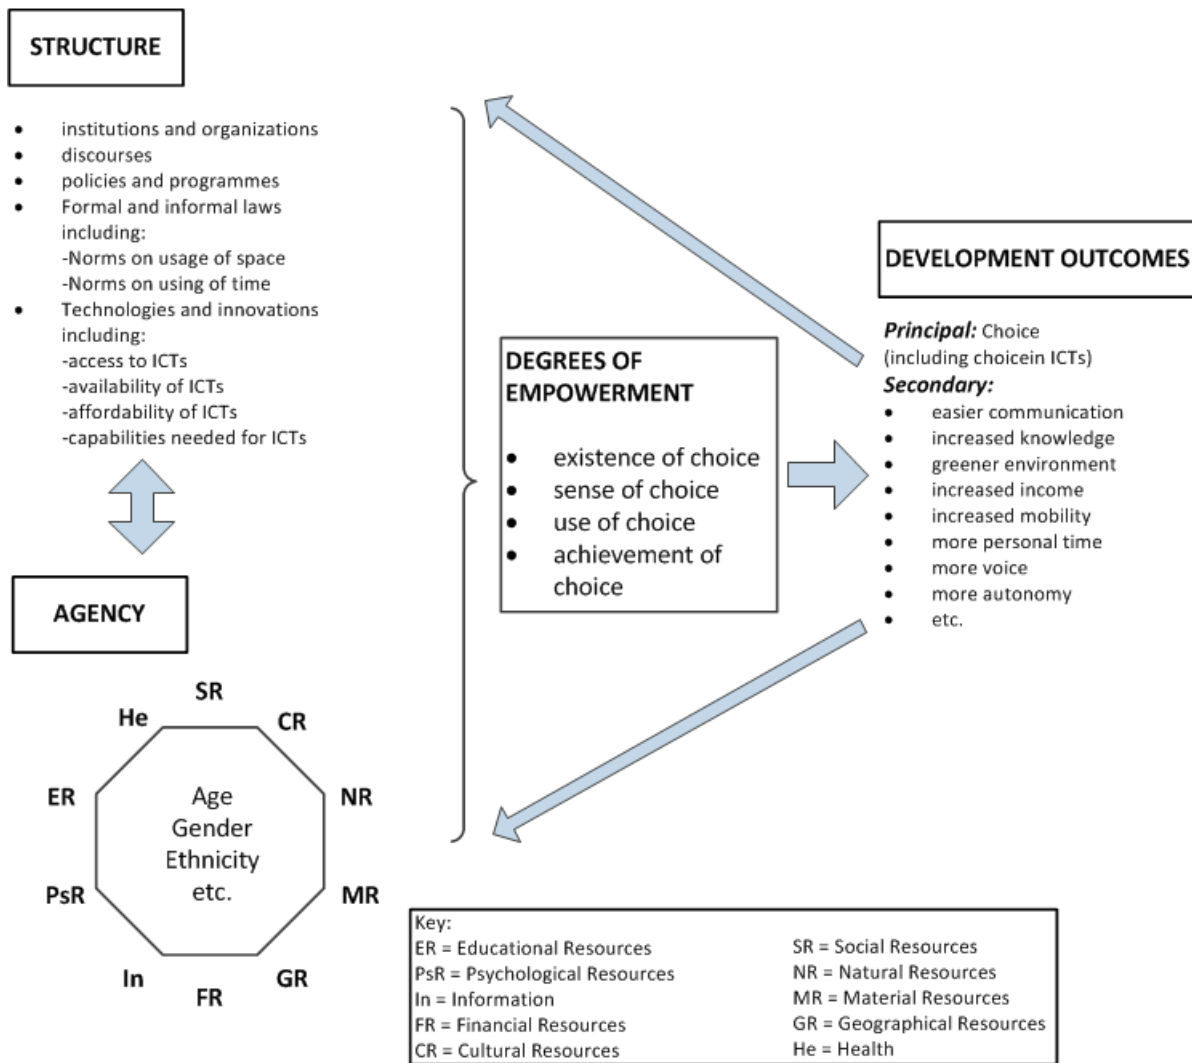 STRUCTURE
• institutions and organizations
• discourses
• policies and programmes
• Formal and informal laws
including:
-Norms on usage of space
-Norms on using of time
• Technologies and innovations
including:
-access to ICTs
-availability of ICTs
-affordability of ICTs
-capabilities needed for ICTs
AGENCY
SR
He
CR
ER
NR
Age
Gender
Ethnicity
etc.
PsR
MR
In
GR
FR
DEGREES OF
EMPOWERMENT
• existence of choice
• sense of choice
• use of choice
• achievement of
choice
DEVELOPMENT OUTCOMES
Principal: Choice
(including choicein ICTs)
Secondary:
• easier communication
• increased knowledge
• greener environment
• increased income
• increased mobility
• more personal time
• more voice
• more autonomy
• etc.
Key:
ER = Educational Resources
PsR = Psychological Resources
In = Information
FR = Financial Resources
CR = Cultural Resources
SR = Social Resources
NR = Natural Resources
MR = Material Resources
GR = Geographical Resources
He = Health